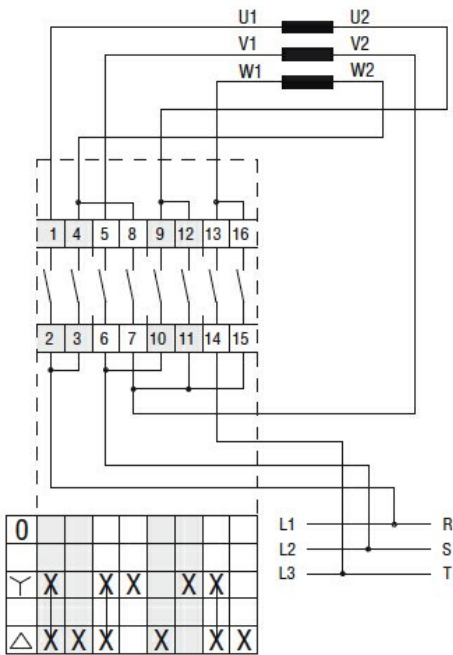 U1 U2
V1 V2
W1 W2
1 4 5 8 9 12 13 16
2 3 6 7 10 11 14 15
L1 R
L2 S
L3 T
0
Y X X X X X
△ X X X X X X